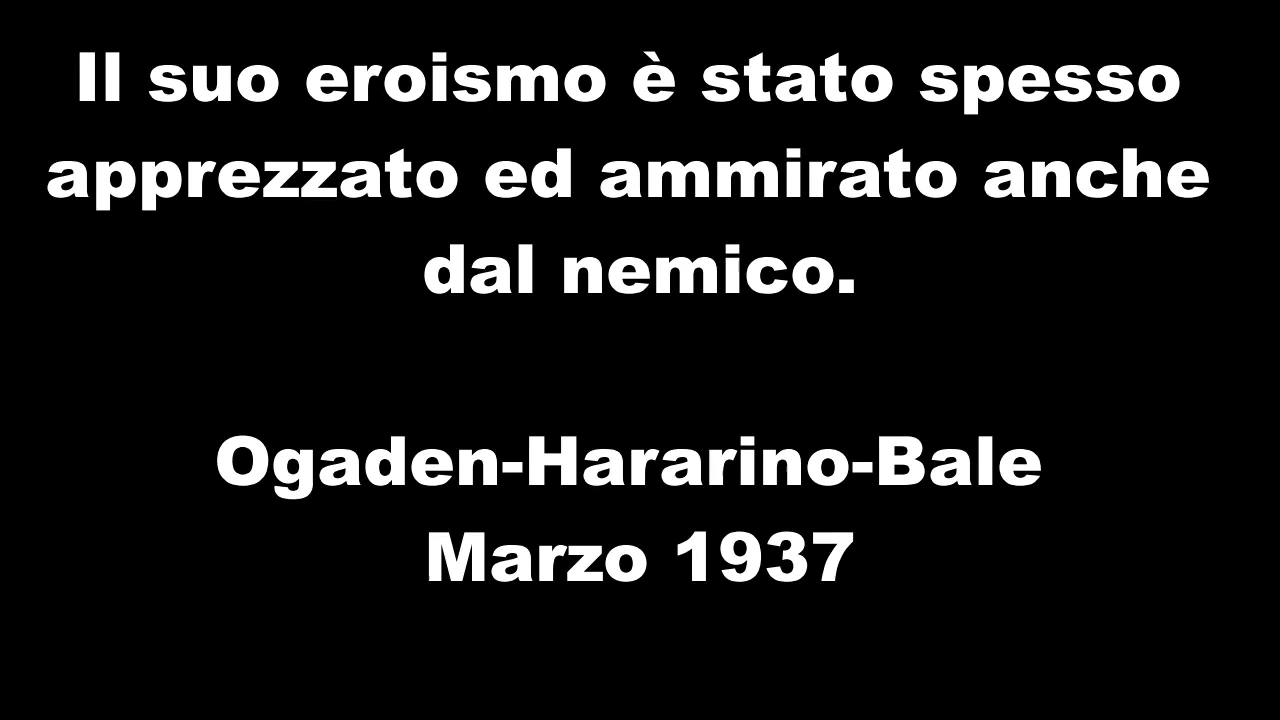 Il suo eroismo è stato spesso
apprezzato ed ammirato anche
dal nemico.
Ogaden-Hararino-Bale
Marzo 1937